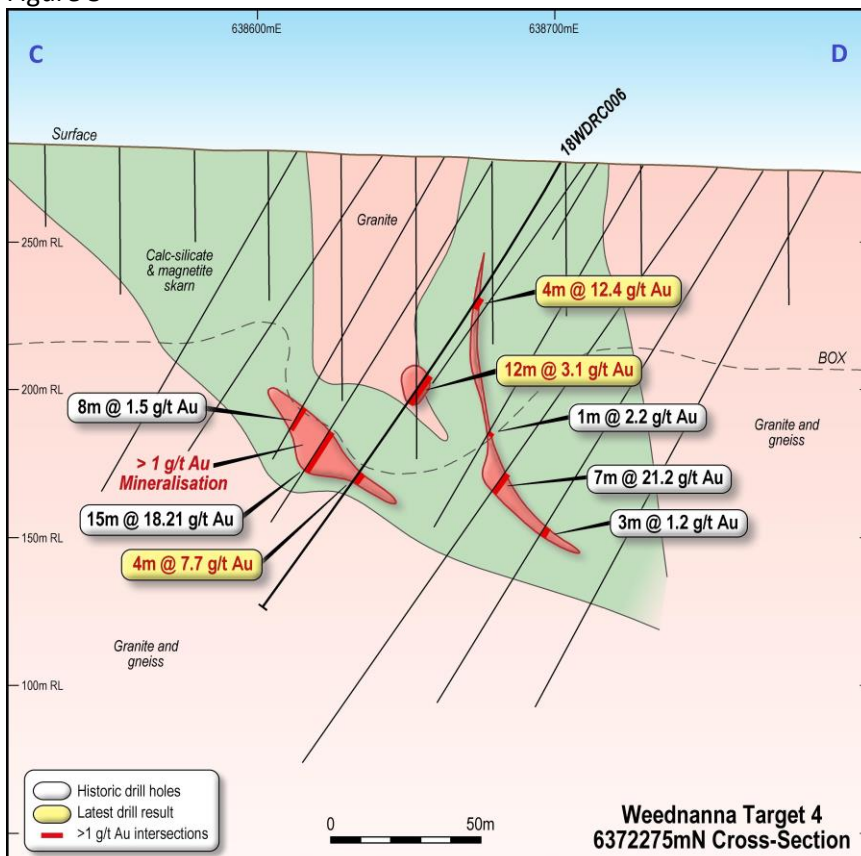 Figure 3
638600mE
638700mE
C
D
18WDRC006
Surface
Granite
250m RL
Calc-silicate
& magnetite
skarn
4m @ 12.4 g/t Au
BOX
12m @ 3.1 g/t Au
200m RL
8m @ 1.5 g/t Au
1m @ 2.2 g/t Au
Granite and
gneiss
> 1 g/t Au
Mineralisation
7m @ 21.2 g/t Au
15m @ 18.21 g/t Au
3m @ 1.2 g/t Au
150m RL
4m @ 7.7 g/t Au
Granite and
gneiss
100m RL
Historic drill holes
Latest drill result
>1 g/t Au intersections
0
50m
Weednanna Target 4
6372275mN Cross-Section